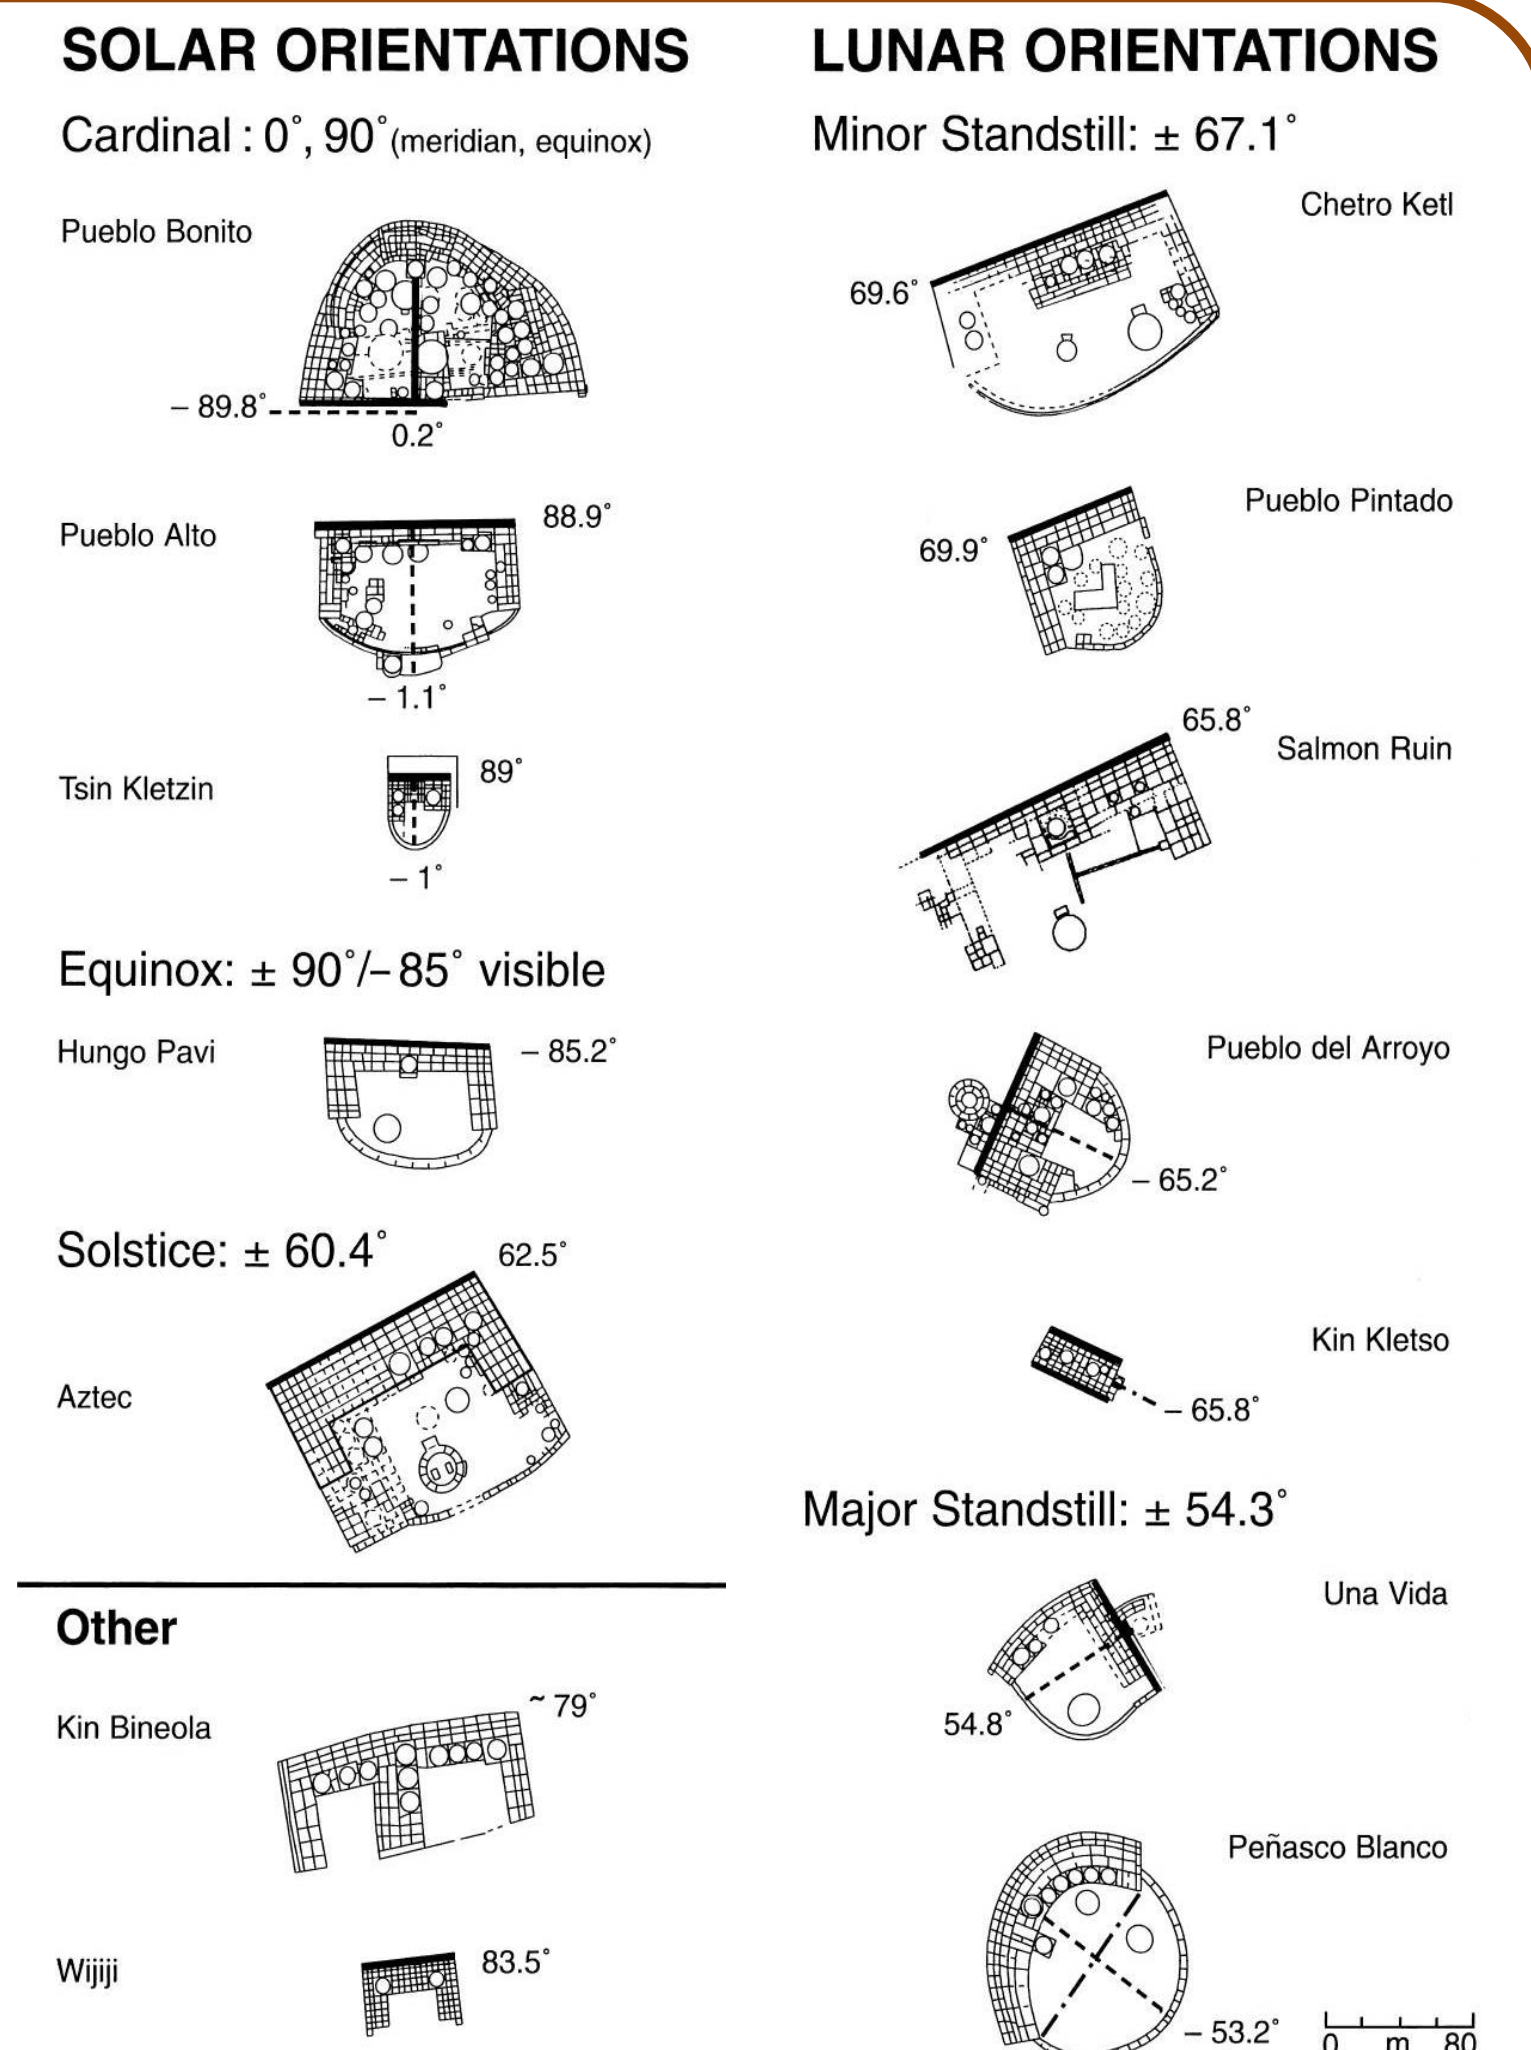 SOLAR ORIENTATIONS
Cardinal : 0°, 90° (meridian, equinox)
Pueblo Bonito
– 89.8°
0.2°
Pueblo Alto
88.9°
– 1.1°
Tsin Kletzin
89°
– 1°
Equinox: ± 90°/– 85° visible
Hungo Pavi
– 85.2°
Solstice: ± 60.4°
62.5°
Aztec
Other
Kin Bineola
~ 79°
Wijiji
83.5°
LUNAR ORIENTATIONS
Minor Standstill: ± 67.1°
Chetro Ketl
69.6°
Pueblo Pintado
69.9°
65.8°
Salmon Ruin
Pueblo del Arroyo
– 65.2°
Kin Kletso
– 65.8°
Major Standstill: ± 54.3°
Una Vida
54.8°
Peñasco Blanco
– 53.2°
0 m 80